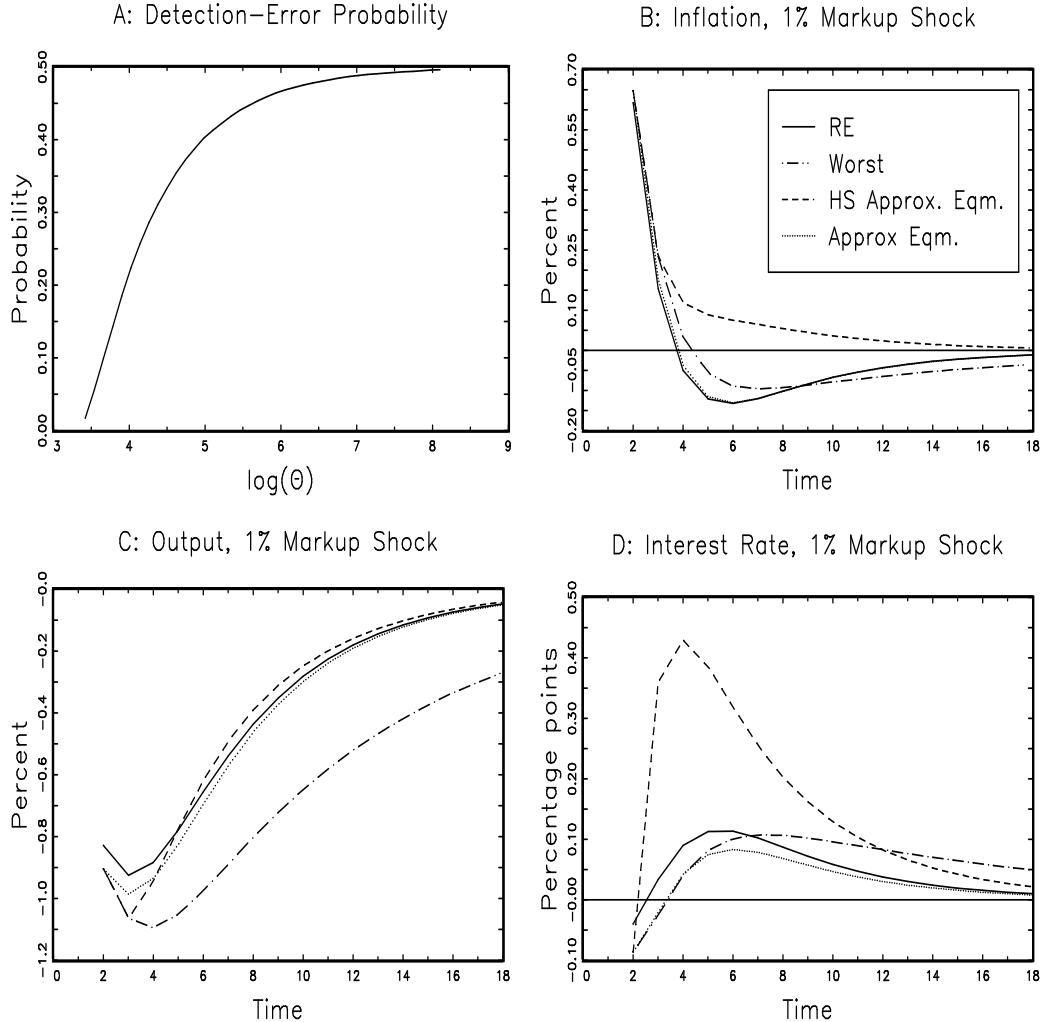 A: Detection-Error Probability
Probability
0.50
0.40
0.30
0.20
0.10
0.00
3 4 5 6 7 8 9
log(Θ)
B: Inflation, 1% Markup Shock
Percent
0.70
0.55
0.40
0.25
0.10
-0.05
-0.20
0 2 4 6 8 10 12 14 16 18
Time
RE
Worst
HS Approx. Eqm.
Approx Eqm.
C: Output, 1% Markup Shock
Percent
-0.0
-0.2
-0.4
-0.6
-0.8
-1.0
-1.2
0 2 4 6 8 10 12 14 16 18
Time
D: Interest Rate, 1% Markup Shock
Percentage points
0.50
0.40
0.30
0.20
0.10
-0.00
-0.10
0 2 4 6 8 10 12 14 16 18
Time